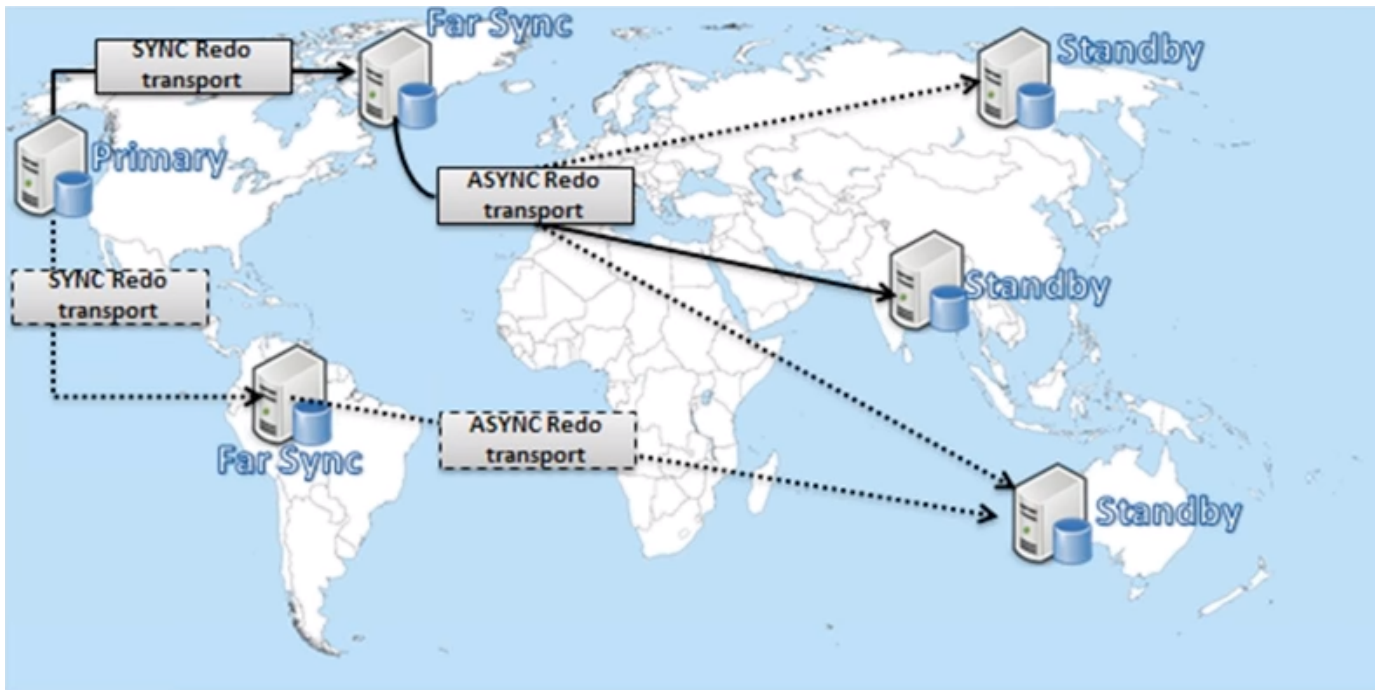 Far Sync
SYNC Redo
transport
Standby
Primary
ASYNC Redo
transport
SYNC Redo
transport
Standby
ASYNC Redo
transport
Far Sync
Standby